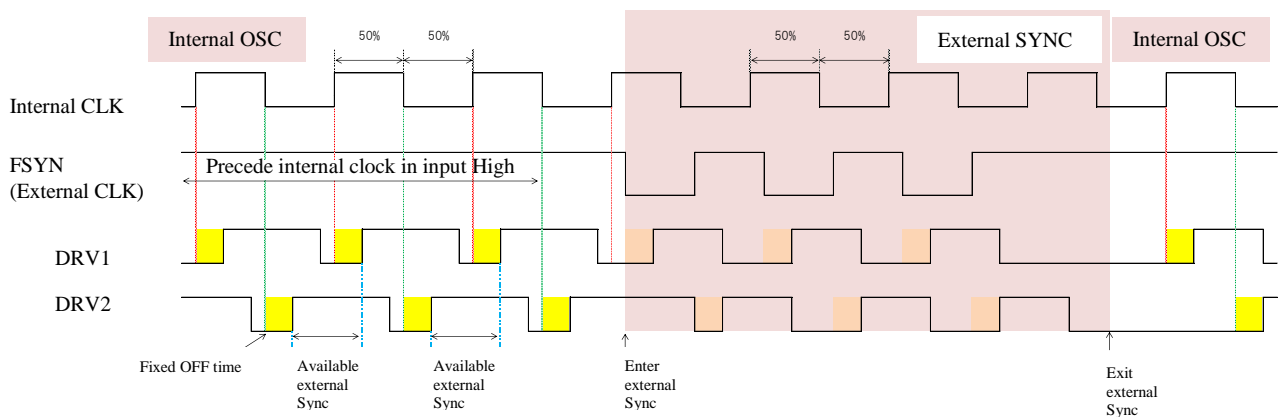 50% 50% 50% 50%
Internal OSC External SYNC Internal OSC
Internal CLK
FSYN
(External CLK)
Precede internal clock in input High
DRV1
DRV2
Fixed OFF time
Available
external
Sync
Available
external
Sync
Enter
external
Sync
Exit
external
Sync